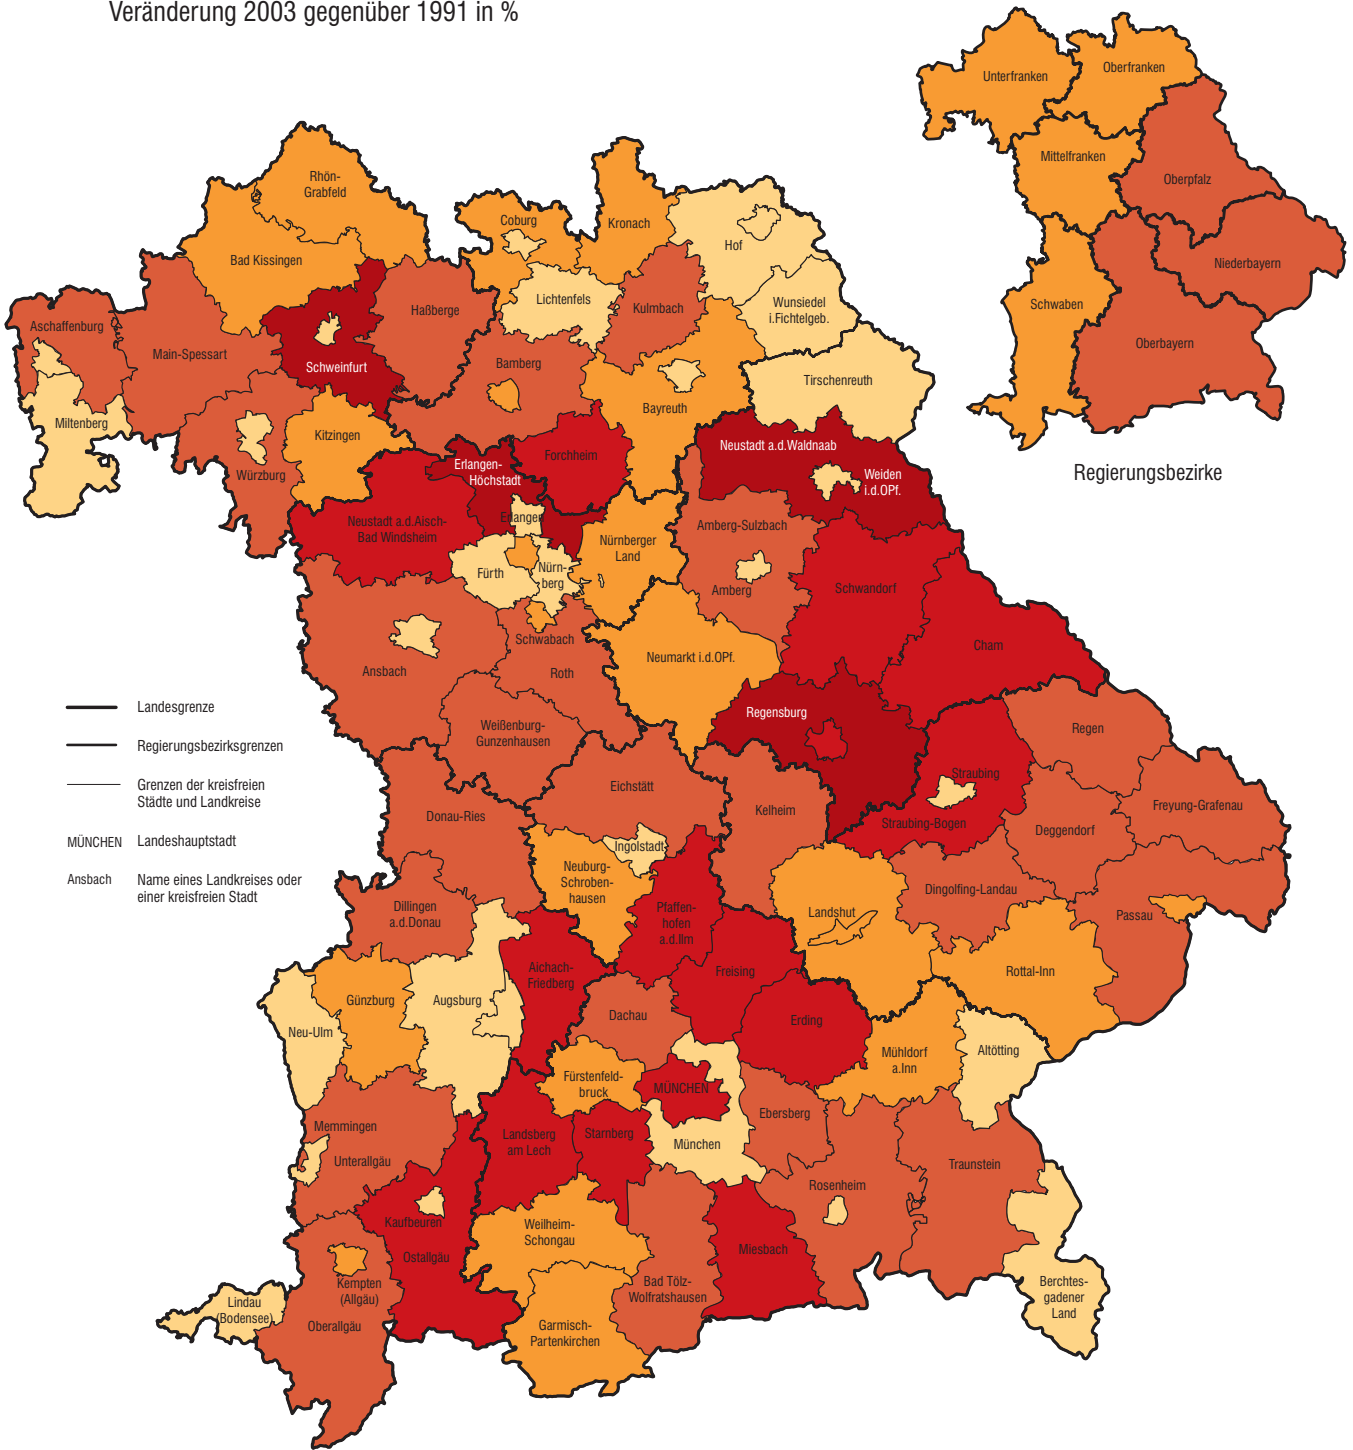 Veränderung 2003 gegenüber 1991 in %
Unterfranken
Oberfranken
Mittelfranken
Oberpfalz
Niederbayern
Schwaben
Oberbayern
Regierungsbezirke
Rhön-
Grabfeld
Coburg
Kronach
Hof
Bad Kissingen
Lichtenfels
Wunsiedel
i.Fichtelgeb.
Haßberge
Kulmbach
Aschaffenburg
Main-Spessart
Schweinfurt
Bamberg
Tirschenreuth
Bayreuth
Miltenberg
Kitzingen
Neustadt a.d.Waldnaab
Würzburg
Erlangen-
Höchstadt
Forchheim
Weiden
i.d.OPf.
Neustadt a.d.Aisch-
Bad Windsheim
Erlangen
Nürnberger
Land
Amberg-Sulzbach
Fürth
Nürn-
berg
Amberg
Schwandorf
Ansbach
Schwabach
Roth
Neumarkt i.d.OPf.
Cham
Weißenburg-
Gunzenhausen
Regensburg
Regen
Landesgrenze
Regierungsbezirksgrenzen
Grenzen der kreisfreien
Städte und Landkreise
MÜNCHEN
Landeshauptstadt
Ansbach
Name eines Landkreises oder
einer kreisfreien Stadt
Eichstätt
Straubing
Donau-Ries
Kelheim
Straubing-Bogen
Deggendorf
Freyung-Grafenau
Ingolstadt
Neuburg-
Schroben-
hausen
Dingolfing-Landau
Dillingen
a.d.Donau
Pfaffen-
hofen
a.d.Ilm
Landshut
Passau
Aichach-
Friedberg
Freising
Rottal-Inn
Günzburg
Augsburg
Neu-Ulm
Dachau
Erding
Mühldorf
a.Inn
Altötting
Fürstenfeld-
bruck
MÜNCHEN
Ebersberg
Memmingen
Unterallgäu
Landsberg
am Lech
Starnberg
München
Traunstein
Rosenheim
Kaufbeuren
Ostallgäu
Weilheim-
Schongau
Miesbach
Kempten
(Allgäu)
Bad Tölz-
Wolfratshausen
Berchtes-
gadener
Land
Lindau
(Bodensee)
Oberallgäu
Garmisch-
Partenkirchen